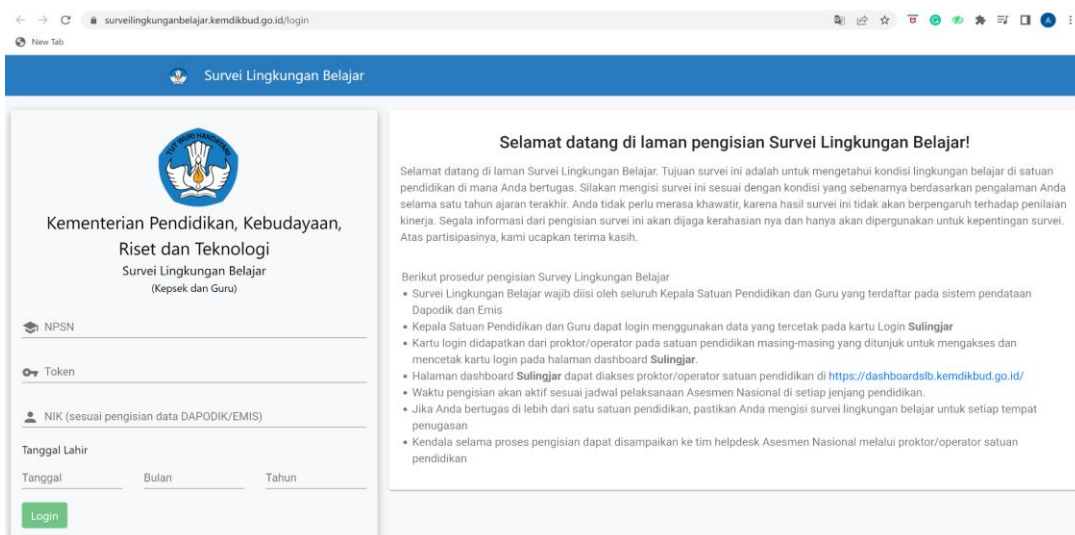 surveilingkunganbelajar.kemdikbud.go.id/login
A
New Tab
Survei Lingkungan Belajar
TUT WURI HANDAYANI
Kementerian Pendidikan, Kebudayaan,
Riset dan Teknologi
Survei Lingkungan Belajar
(Kepsek dan Guru)
NPSN
Token
NIK (sesuai pengisian data DAPODIK/EMIS)
Tanggal Lahir
Tanggal Bulan Tahun
Login
Selamat datang di laman pengisian Survei Lingkungan Belajar!
Selamat datang di laman Survei Lingkungan Belajar. Tujuan survei ini adalah untuk mengetahui kondisi lingkungan belajar di satuan
pendidikan di mana Anda bertugas. Silakan mengisi survei ini sesuai dengan kondisi yang sebenarnya berdasarkan pengalaman Anda
selama satu tahun ajaran terakhir. Anda tidak perlu merasa khawatir, karena hasil survei ini tidak akan berpengaruh terhadap penilaian
kinerja. Segala informasi dari pengisian survei ini akan dijaga kerahasian nya dan hanya akan dipergunakan untuk kepentingan survei.
Atas partisipasinya, kami ucapkan terima kasih.
Berikut prosedur pengisian Survey Lingkungan Belajar
• Survei Lingkungan Belajar wajib diisi oleh seluruh Kepala Satuan Pendidikan dan Guru yang terdaftar pada sistem pendataan
Dapodik dan Emis
• Kepala Satuan Pendidikan dan Guru dapat login menggunakan data yang tercetak pada kartu Login Sulingjar
• Kartu login didapatkan dari proktor/operator pada satuan pendidikan masing-masing yang ditunjuk untuk mengakses dan
mencetak kartu login pada halaman dashboard Sulingjar.
• Halaman dashboard Sulingjar dapat diakses proktor/operator satuan pendidikan di https://dashboardslb.kemdikbud.go.id/
• Waktu pengisian akan aktif sesuai jadwal pelaksanaan Asesmen Nasional di setiap jenjang pendidikan.
• Jika Anda bertugas di lebih dari satu satuan pendidikan, pastikan Anda mengisi survei lingkungan belajar untuk setiap tempat
penugasan
• Kendala selama proses pengisian dapat disampaikan ke tim helpdesk Asesmen Nasional melalui proktor/operator satuan
pendidikan